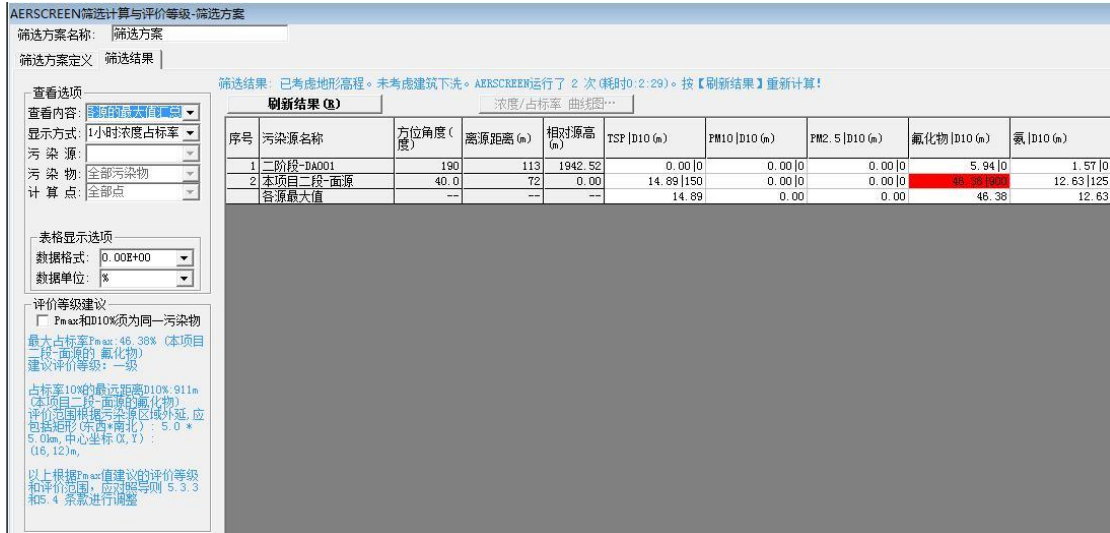 AERSCREEN筛选计算与评价等级-筛选方案
筛选方案名称: 筛选方案
筛选方案定义 筛选结果
筛选结果: 已考虑地形高程。未考虑建筑下洗。AERSCREEN运行了 2 次(耗时0:2:29)。按【刷新结果】重新计算!
查看选项
刷新结果(R) 浓度/占标率 曲线图…
查看内容: 各源的最大值汇总
显示方式: 1小时浓度占标率
污 染 源:
污 染 物: 全部污染物
计 算 点: 全部点
序号 污染源名称 方位角度(度) 离源距离(m) 相对源高(m) TSP|D10(m) PM10|D10(m) PM2.5|D10(m) 氟化物|D10(m) 氨|D10(m)
1 二阶段-DA001 190 113 1942.52 0.00|0 0.00|0 0.00|0 5.94|0 1.57|0
2 本项目二段-面源 40.0 72 0.00 14.89|150 0.00|0 0.00|0 46.38|900 12.63|125
各源最大值 -- -- -- 14.89 0.00 0.00 46.38 12.63
表格显示选项
数据格式: 0.00E+00
数据单位: %
评价等级建议
Pmax和D10%须为同一污染物
最大占标率Pmax:46.38% (本项目
二段-面源的 氟化物)
建议评价等级: 一级
占标率10%的最远距离D10%:911m
(本项目二段-面源的氟化物)
评价范围根据污染源区域外延,应
包括矩形(东西*南北): 5.0 *
5.0km,中心坐标(X,Y):
(16,12)m,
以上根据Pmax值建议的评价等级
和评价范围,应对照导则 5.3.3
和5.4 条款进行调整